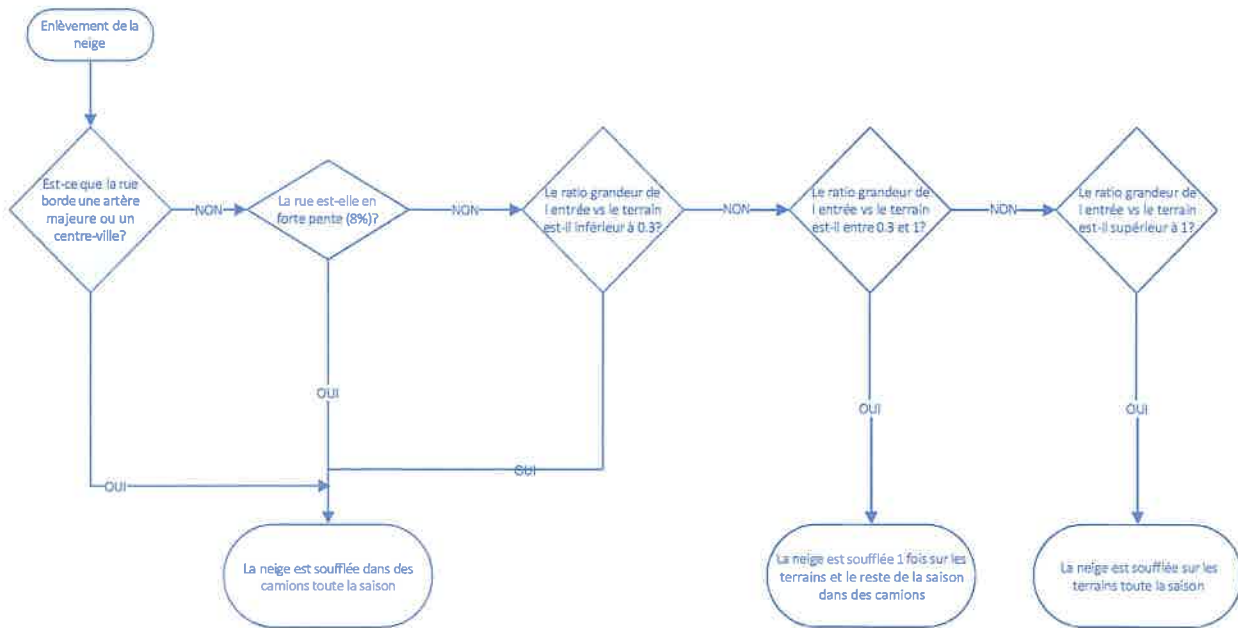 Enlèvement de la
neige
Est-ce que la rue
borde une artère
majeure ou un
centre-ville?
NON
La rue est-elle en
forte pente (8%)?
NON
Le ratio grandeur de
l entrée vs le terrain
est-il inférieur à 0.3?
NON
Le ratio grandeur de
l entrée vs le terrain
est-il entre 0.3 et 1?
NON
Le ratio grandeur de
l entrée vs le terrain
est-il supérieur à 1?
OUI
OUI
OUI
OUI
OUI
La neige est soufflée dans des
camions toute la saison
La neige est soufflée 1 fois sur les
terrains et le reste de la saison
dans des camions
La neige est soufflée sur les
terrains toute la saison